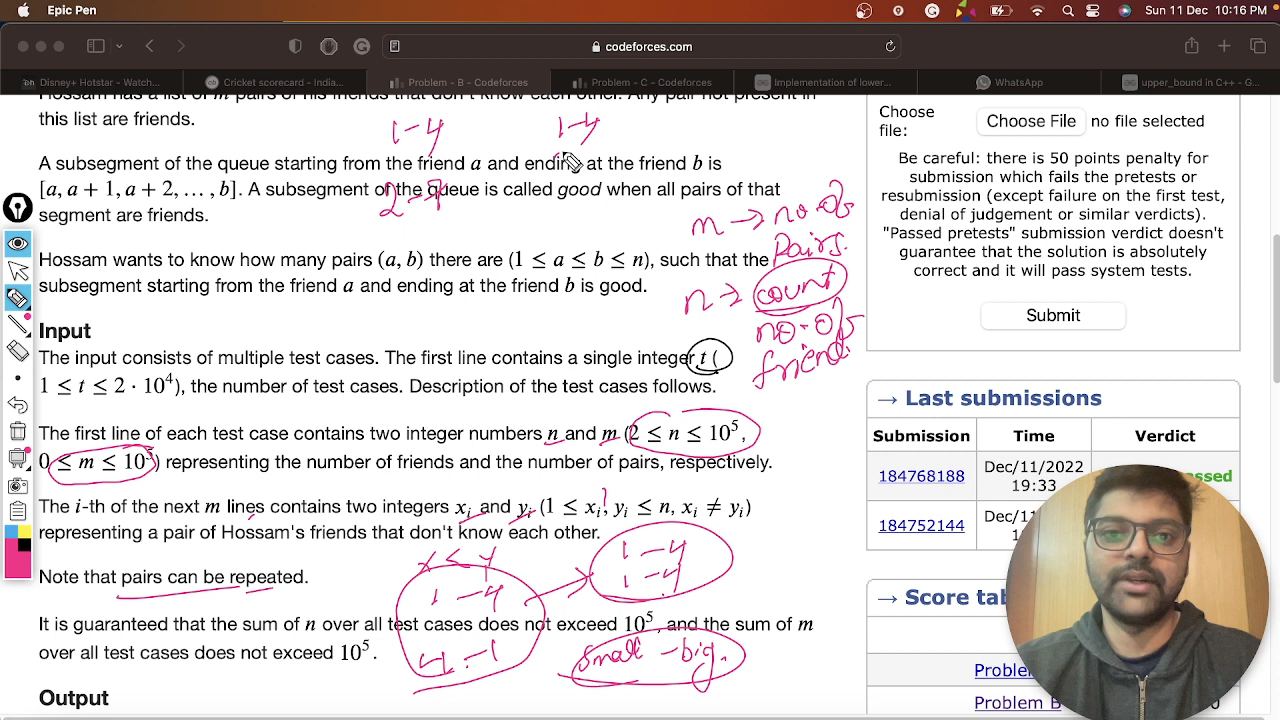 Epic Pen
Sun 11 Dec 10:16 PM
codeforces.com
Disney+ Hotstar - Watch...
Cricket scorecard - India...
Problem - B - Codeforces
Problem - C - Codeforces
Implementation of lower...
WhatsApp
upper_bound in C++ - G...
Hossam has a list of m pairs of his friends that don't know each other. Any pair not present in
this list are friends.
1-4
1-4
A subsegment of the queue starting from the friend a and ending at the friend b is
[a, a + 1, a + 2, …, b]. A subsegment of the queue is called good when all pairs of that
segment are friends.
m → no. of
pairs.
Hossam wants to know how many pairs (a, b) there are (1 ≤ a ≤ b ≤ n), such that the
subsegment starting from the friend a and ending at the friend b is good.
n → count
no. of
friend.
Input
The input consists of multiple test cases. The first line contains a single integer t (
1 ≤ t ≤ 2 · 10⁴), the number of test cases. Description of the test cases follows.
The first line of each test case contains two integer numbers n and m (2 ≤ n ≤ 10⁵,
0 ≤ m ≤ 10⁵) representing the number of friends and the number of pairs, respectively.
The i-th of the next m lines contains two integers xᵢ and yᵢ (1 ≤ xᵢ, yᵢ ≤ n, xᵢ ≠ yᵢ)
representing a pair of Hossam's friends that don't know each other.
x < y
1-4
4-1
1-4
1-4
small - big.
Note that pairs can be repeated.
It is guaranteed that the sum of n over all test cases does not exceed 10⁵, and the sum of m
over all test cases does not exceed 10⁵.
Output
Choose
file:
Choose File
no file selected
Be careful: there is 50 points penalty for
submission which fails the pretests or
resubmission (except failure on the first test,
denial of judgement or similar verdicts).
"Passed pretests" submission verdict doesn't
guarantee that the solution is absolutely
correct and it will pass system tests.
Submit
→ Last submissions
Submission Time Verdict
184768188 Dec/11/2022
19:33
184752144
→ Score
Problem
Problem B